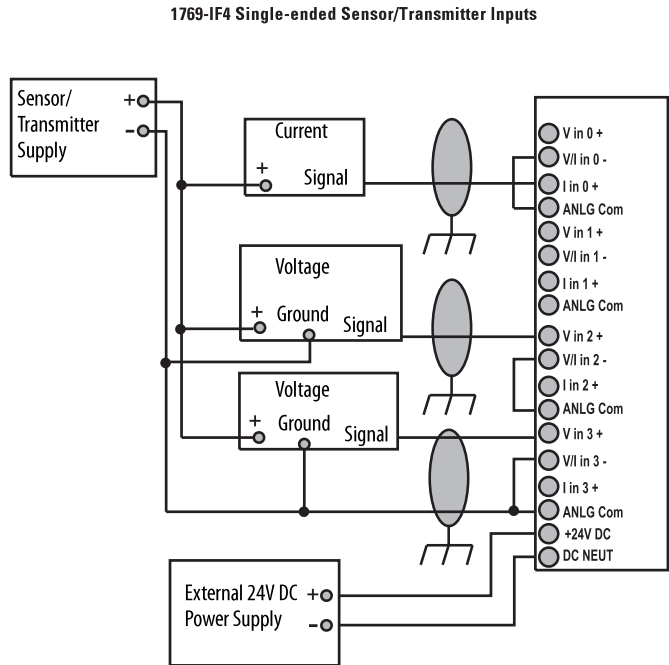 1769-IF4 Single-ended Sensor/Transmitter Inputs
Sensor/
Transmitter
Supply
+
-
Current
+
Signal
Voltage
+
Ground
Signal
Voltage
+
Ground
Signal
External 24V DC
Power Supply
+
-
V in 0 +
V/I in 0 -
I in 0 +
ANLG Com
V in 1 +
V/I in 1 -
I in 1 +
ANLG Com
V in 2 +
V/I in 2 -
I in 2 +
ANLG Com
V in 3 +
V/I in 3 -
I in 3 +
ANLG Com
+24V DC
DC NEUT